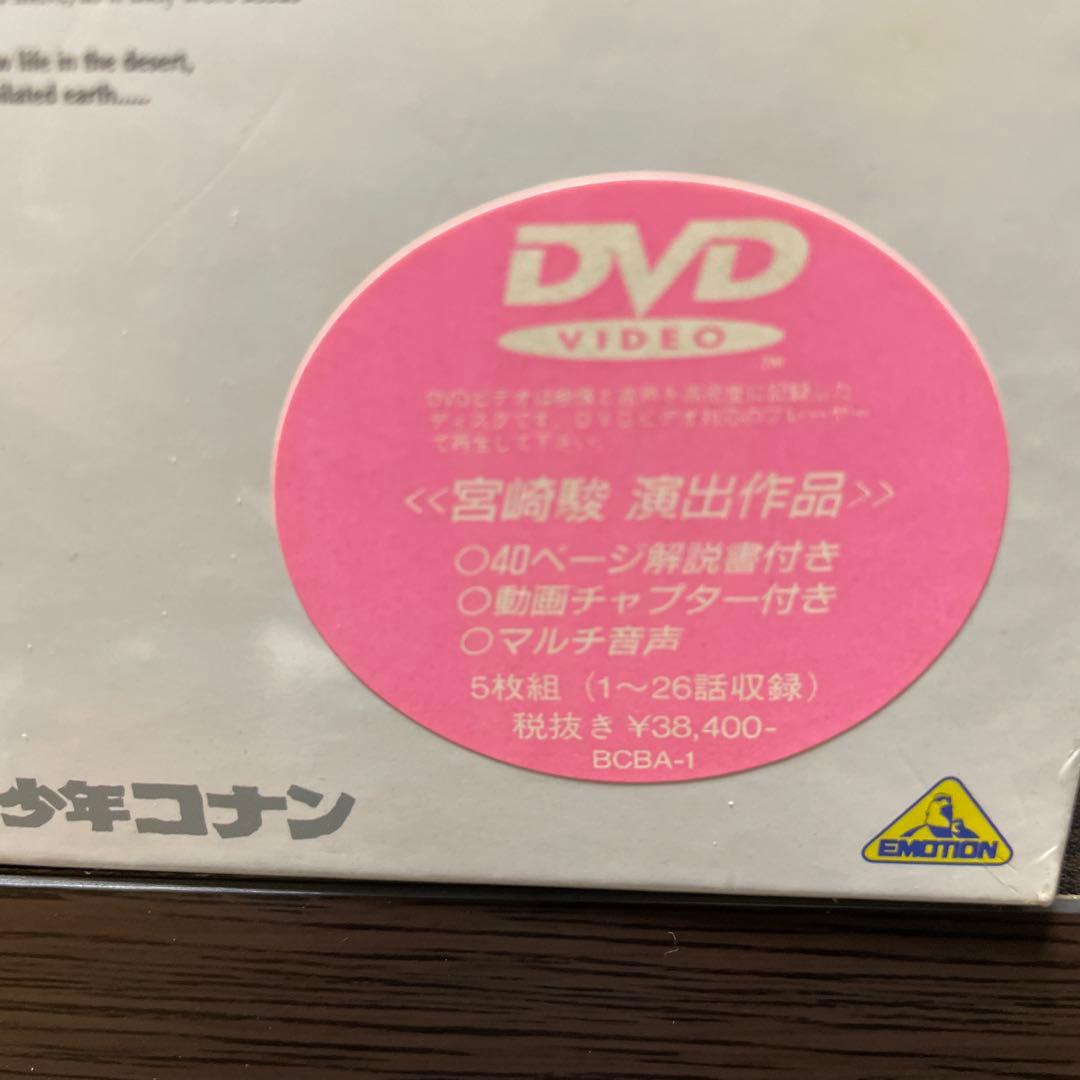 life in the desert,
earth.....
DVD
VIDEO
TM
DVDビデオは映像と音声を高密度に記録した
ディスクです。DVDビデオ対応のプレーヤー
で再生して下さい。
<<宮崎駿 演出作品>>
○40ページ解説書付き
○動画チャプター付き
○マルチ音声
5枚組（1〜26話収録）
税抜き ¥38,400-
BCBA-1
少年コナン
EMOTION